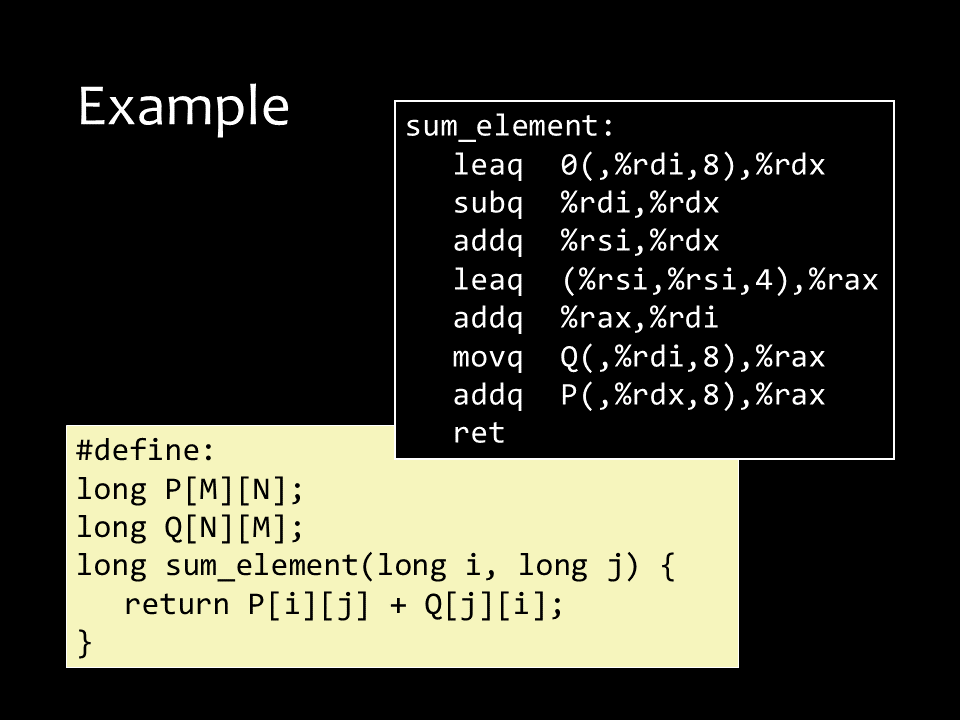 Example
sum_element:
leaq 0(,%rdi,8),%rdx
subq %rdi,%rdx
addq %rsi,%rdx
leaq (%rsi,%rsi,4),%rax
addq %rax,%rdi
movq Q(,%rdi,8),%rax
addq P(,%rdx,8),%rax
ret
#define:
long P[M][N];
long Q[N][M];
long sum_element(long i, long j) {
return P[i][j] + Q[j][i];
}